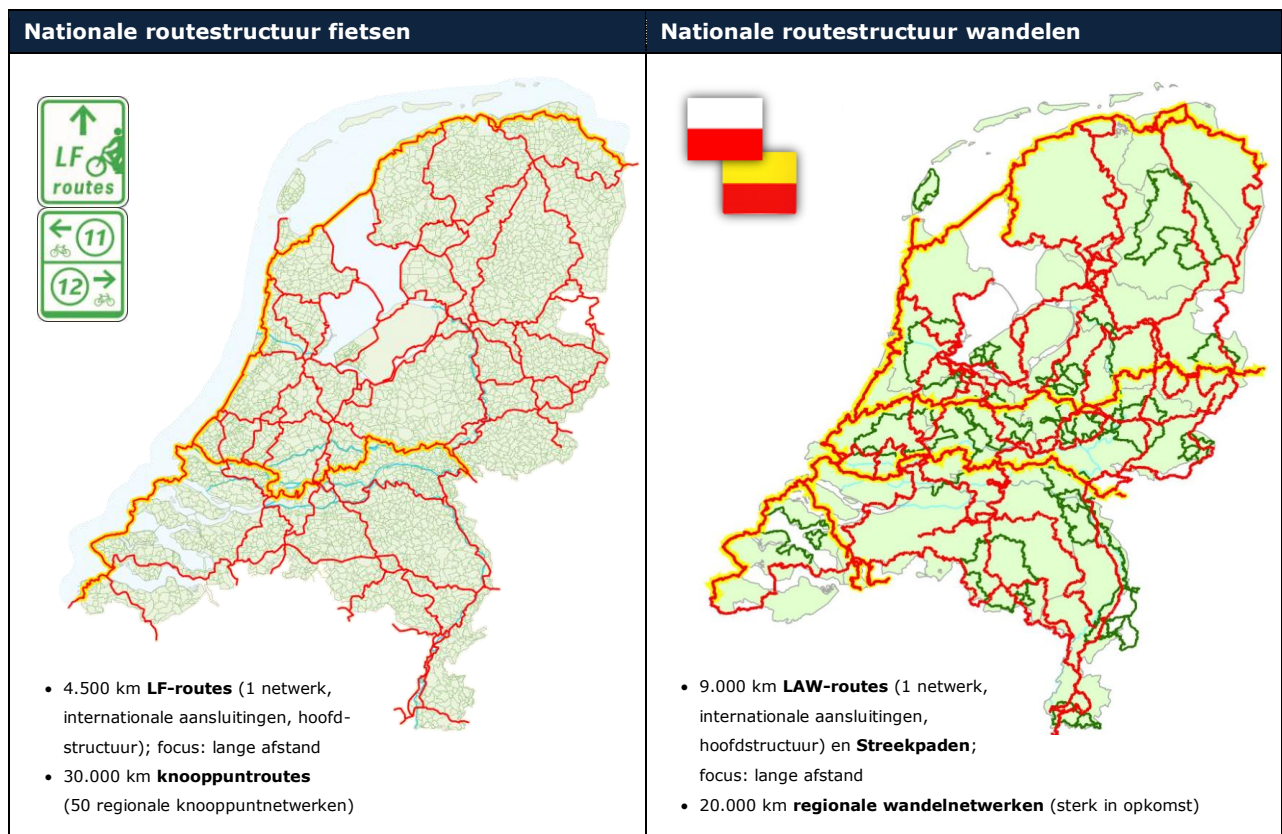 Nationale routestructuur fietsen
LF
routes
11
12
• 4.500 km LF-routes (1 netwerk,
internationale aansluitingen, hoofd-
structuur); focus: lange afstand
• 30.000 km knooppuntroutes
(50 regionale knooppuntnetwerken)
Nationale routestructuur wandelen
• 9.000 km LAW-routes (1 netwerk,
internationale aansluitingen,
hoofdstructuur) en Streekpaden;
focus: lange afstand
• 20.000 km regionale wandelnetwerken (sterk in opkomst)